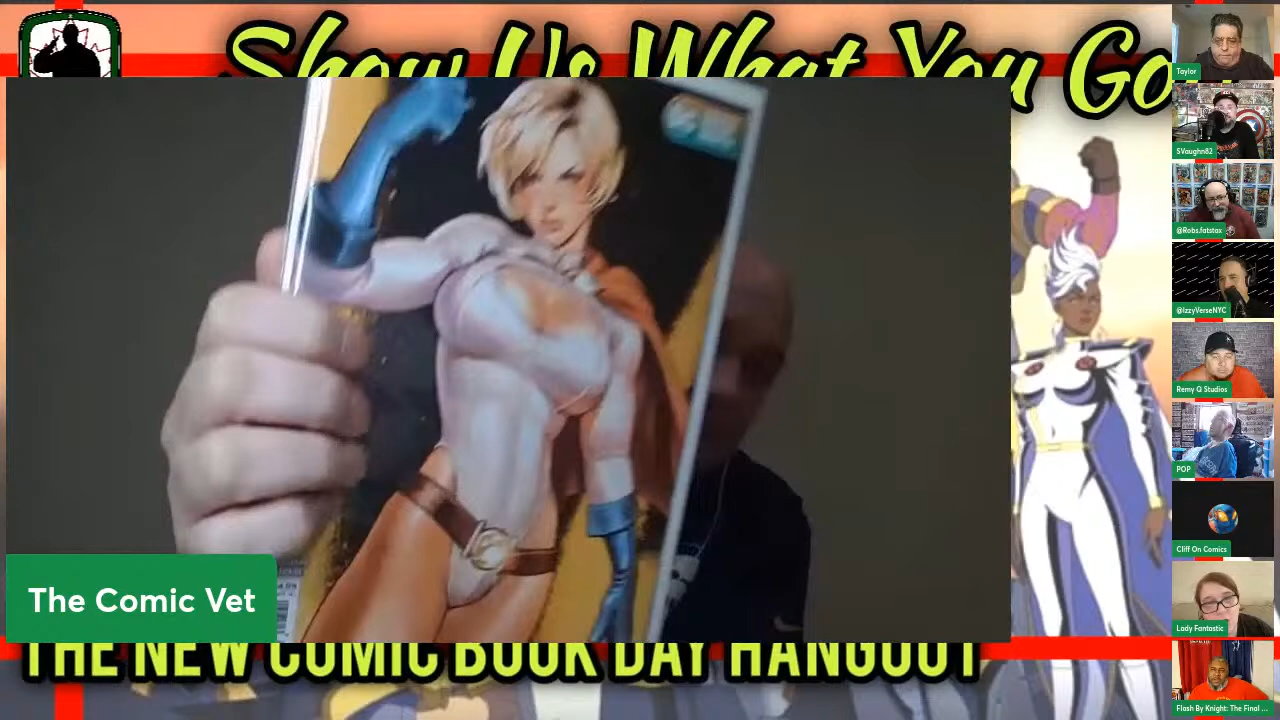 Show Us What You Go
Taylor
SVaughn82
@Robs.fatstax
@IzzyVerseNYC
Remy Q Studios
POP
Cliff On Comics
Lady Fantastic
Flash By Knight: The Final ...
The Comic Vet
THE NEW COMIC BOOK DAY HANGOUT